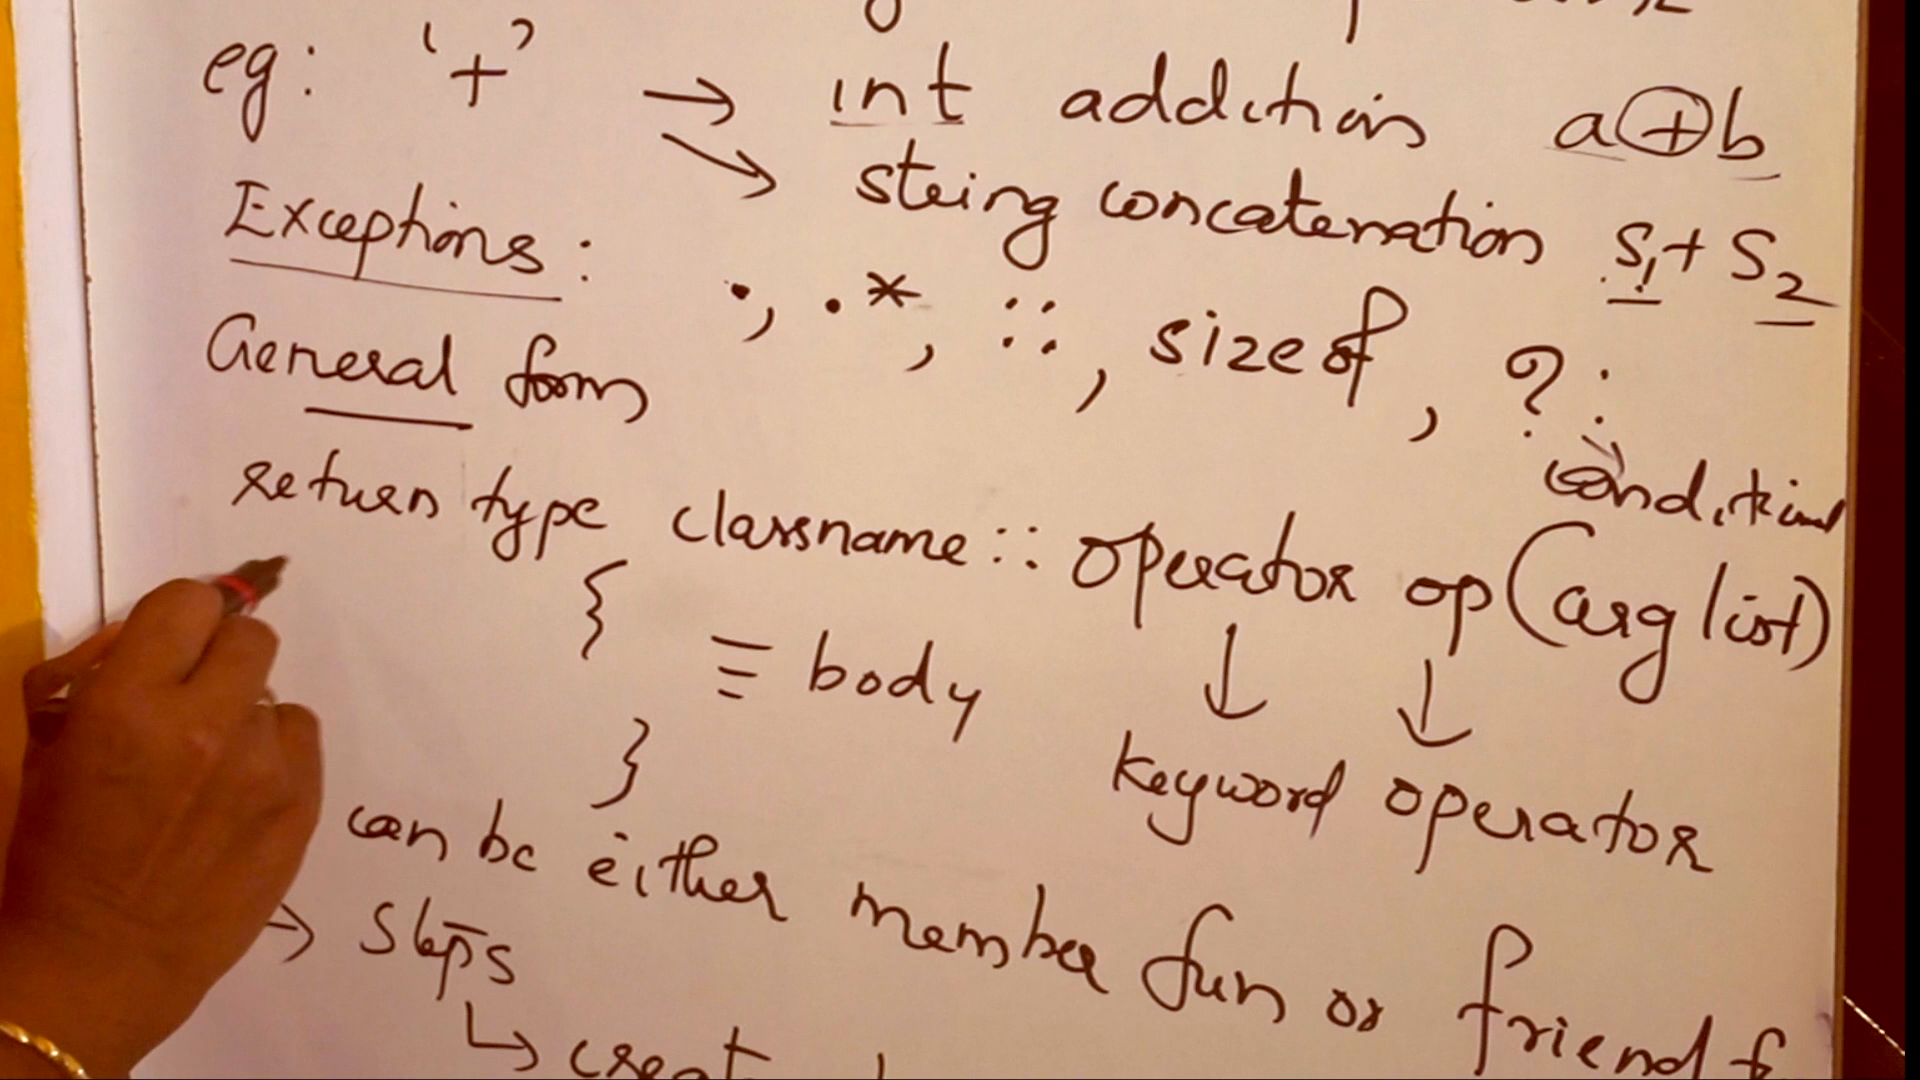 eg: '+' → int addition a+b
→ string concatenation S1+S2
Exceptions: ., .*, ::, sizeof, ?:
conditional
General form
return type classname :: operator op(arg list)
{
body
}
↓ ↓
keyword operator
can be either member fun or friend f
→ Steps
↳